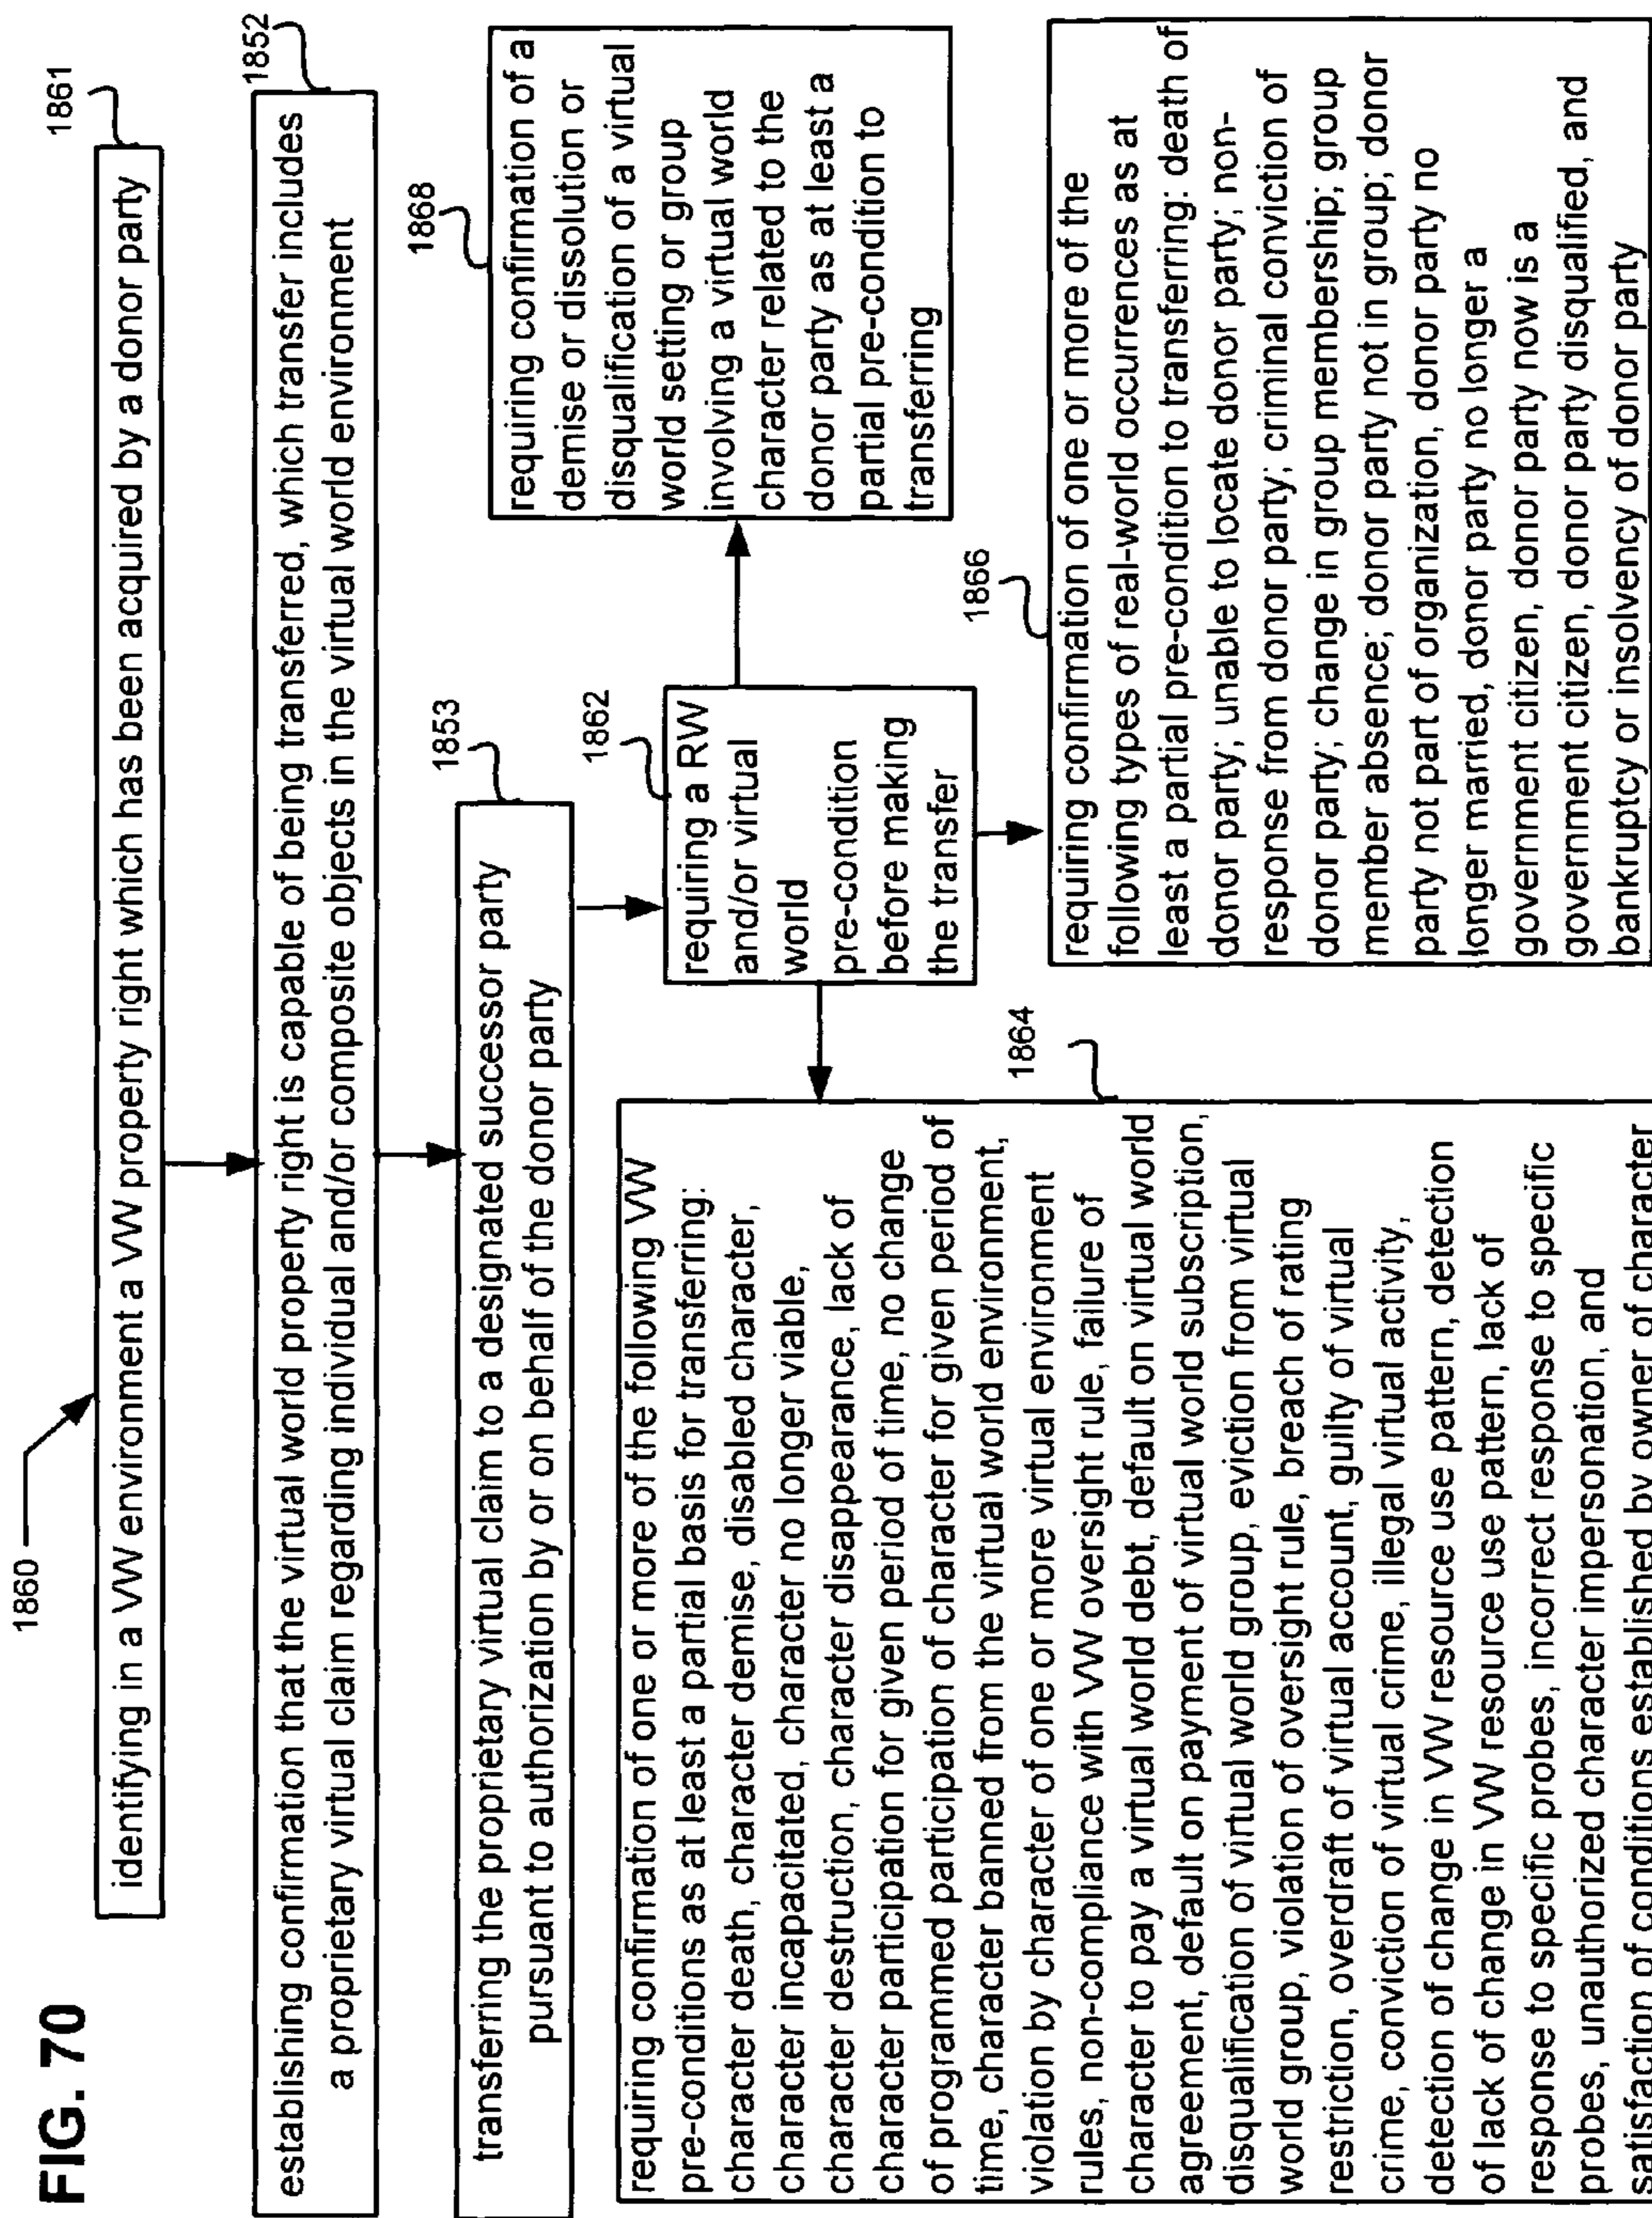 FIG. 70
1860
1861
identifying in a VW environment a VW property right which has been acquired by a donor party
1852
establishing confirmation that the virtual world property right is capable of being transferred, which transfer includes
a proprietary virtual claim regarding individual and/or composite objects in the virtual world environment
1853
transferring the proprietary virtual claim to a designated successor party
pursuant to authorization by or on behalf of the donor party
1862
requiring a RW
and/or virtual
world
pre-condition
before making
the transfer
1868
requiring confirmation of a
demise or dissolution or
disqualification of a virtual
world setting or group
involving a virtual world
character related to the
donor party as at least a
partial pre-condition to
transferring
1864
requiring confirmation of one or more of the following VW
pre-conditions as at least a partial basis for transferring:
character death, character demise, disabled character,
character incapacitated, character no longer viable,
character destruction, character disappearance, lack of
character participation for given period of time, no change
of programmed participation of character for given period of
time, character banned from the virtual world environment,
violation by character of one or more virtual environment
rules, non-compliance with VW oversight rule, failure of
character to pay a virtual world debt, default on virtual world
agreement, default on payment of virtual world subscription,
disqualification of virtual world group, eviction from virtual
world group, violation of oversight rule, breach of rating
restriction, overdraft of virtual account, guilty of virtual
crime, conviction of virtual crime, illegal virtual activity,
detection of change in VW resource use pattern, detection
of lack of change in VW resource use pattern, lack of
response to specific probes, incorrect response to specific
probes, unauthorized character impersonation, and
satisfaction of conditions established by owner of character
1866
requiring confirmation of one or more of the
following types of real-world occurrences as at
least a partial pre-condition to transferring: death of
donor party; unable to locate donor party; non-
response from donor party; criminal conviction of
donor party; change in group membership; group
member absence; donor party not in group; donor
party not part of organization, donor party no
longer married, donor party no longer a
government citizen, donor party now is a
government citizen, donor party disqualified, and
bankruptcy or insolvency of donor party